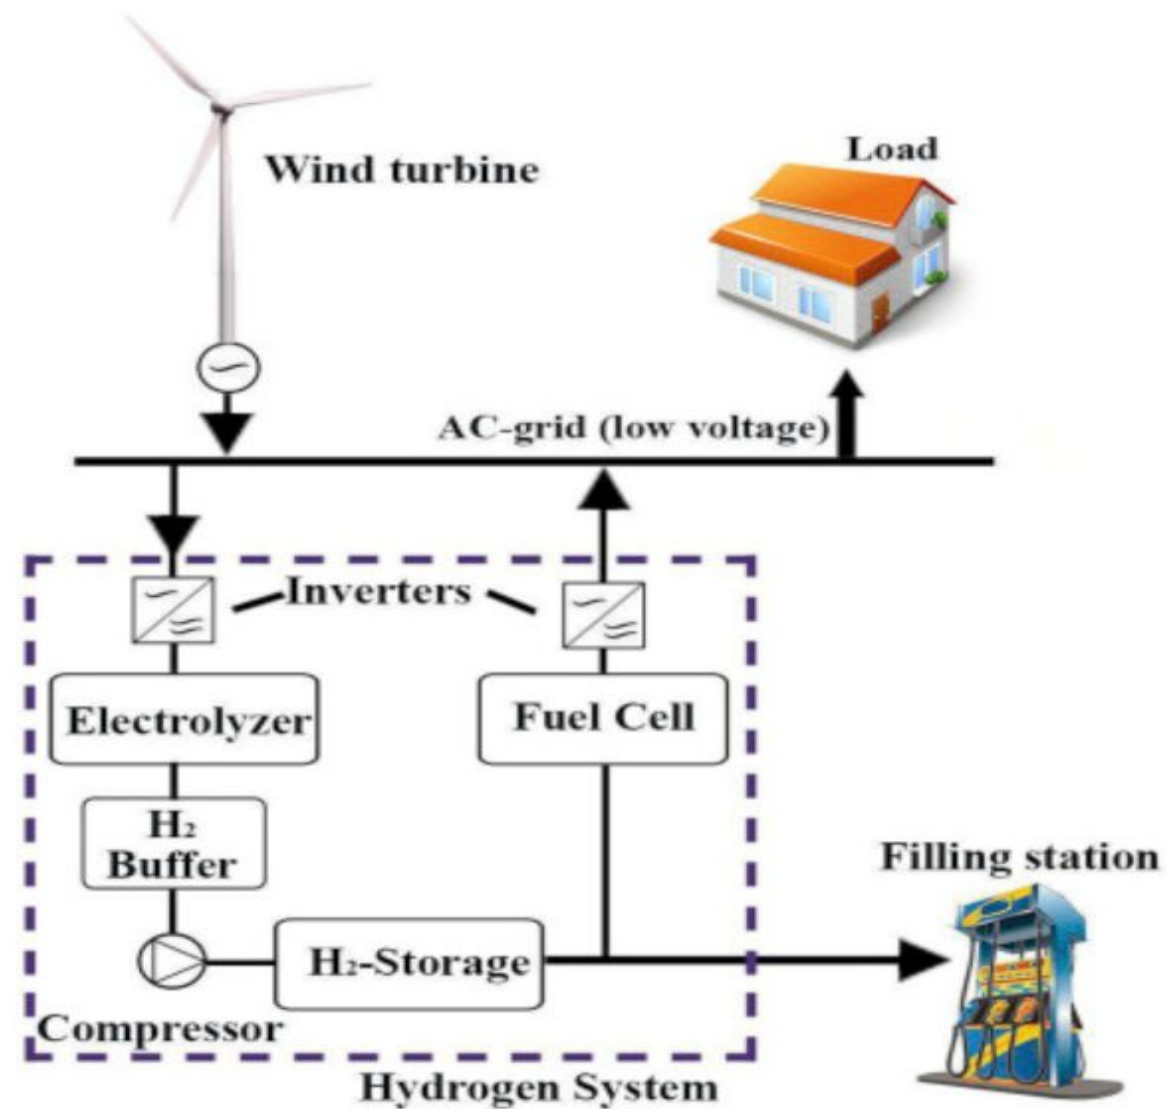 Wind turbine
Load
AC-grid (low voltage)
Inverters
Electrolyzer
Fuel Cell
H₂
Buffer
Filling station
H₂-Storage
Compressor
Hydrogen System